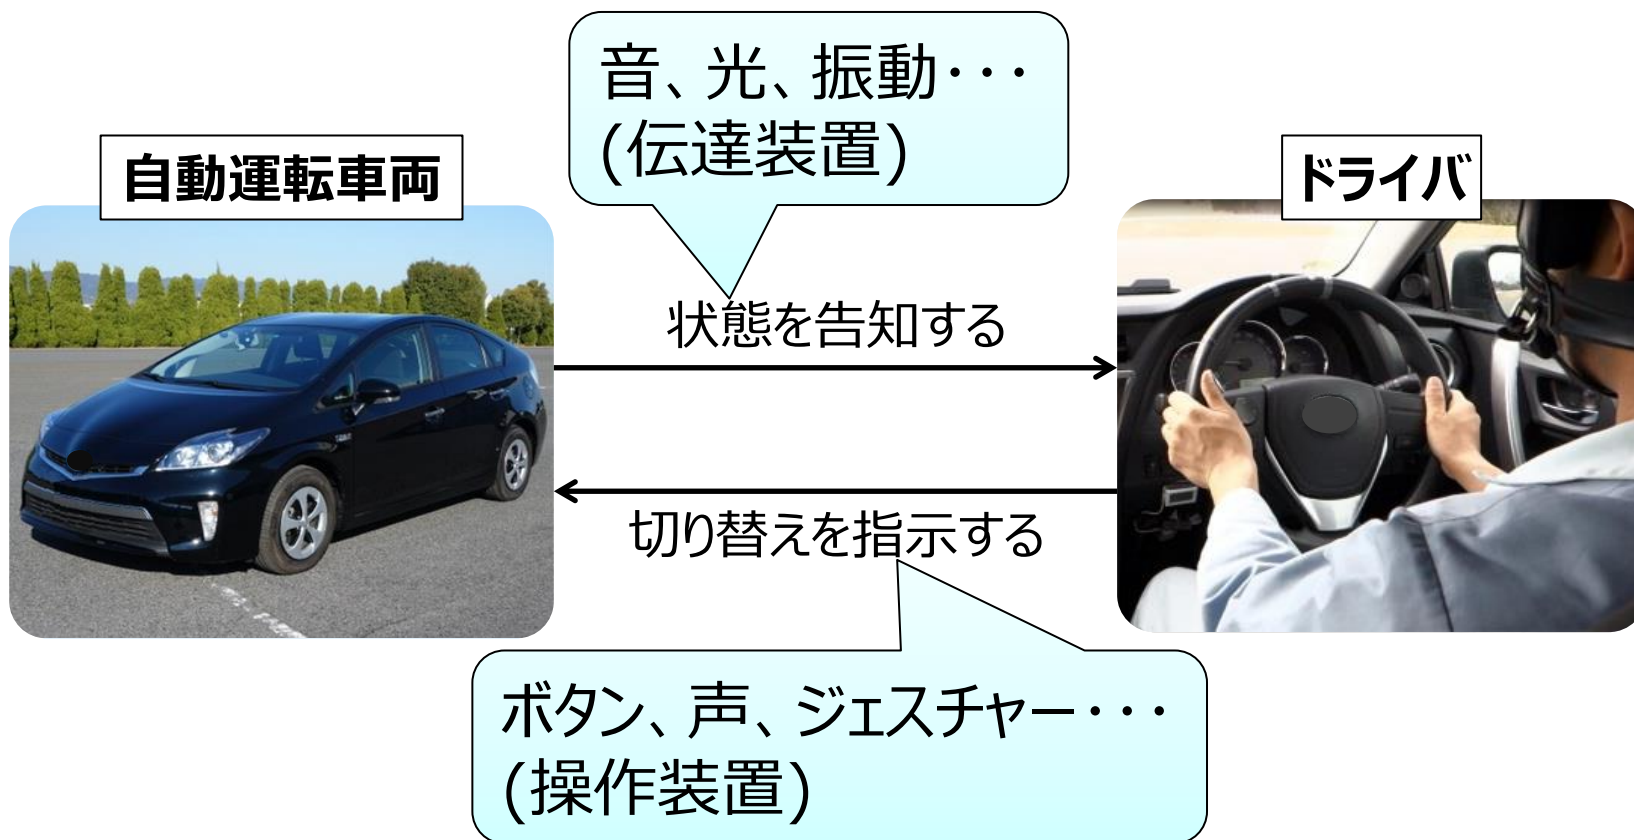 音、光、振動・・・
(伝達装置)
自動運転車両
ドライバ
状態を告知する
切り替えを指示する
ボタン、声、ジェスチャー・・・
(操作装置)